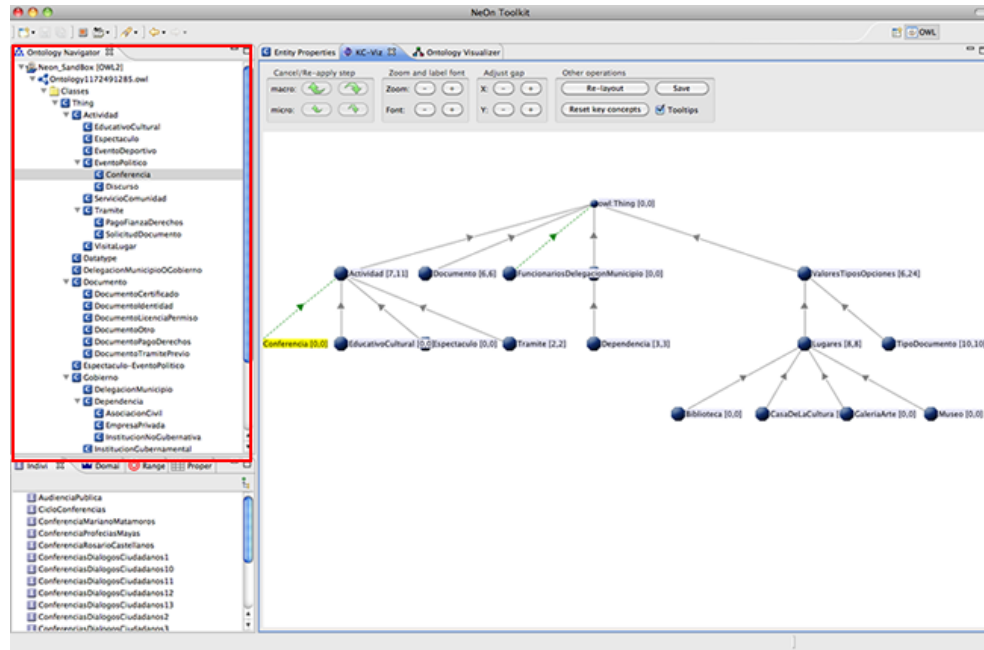 NeOn Toolkit
OWL
Ontology Navigator
Neon_SandBox [OWL2]
Ontology1172491285.owl
Classes
Thing
Actividad
EducativoCultural
Espectaculo
EventoDeportivo
EventoPolitico
Conferencia
Discurso
ServicioComunidad
Tramite
PagoFianzaDerechos
SolicitudDocumento
VisitaLugar
Datatype
DelegacionMunicipioOGobierno
Documento
DocumentoCertificado
DocumentoIdentidad
DocumentoLicenciaPermiso
DocumentoOtro
DocumentoPagoDerechos
DocumentoTramitePrevio
Espectaculo-EventoPolitico
Gobierno
DelegacionMunicipio
Dependencia
AsociacionCivil
EmpresaPrivada
InstitucionNoGubernativa
InstitucionGubernamental
Indivi Domai Range Proper
AudienciaPublica
CicloConferencias
ConferenciaMarianoMatamoros
ConferenciaProfeciasMayas
ConferenciaRosarioCastellanos
ConferenciasDialogosCiudadanos1
ConferenciasDialogosCiudadanos10
ConferenciasDialogosCiudadanos11
ConferenciasDialogosCiudadanos12
ConferenciasDialogosCiudadanos13
ConferenciasDialogosCiudadanos2
ConferenciasDialogosCiudadanos3
Entity Properties KC-Viz Ontology Visualizer
Cancel/Re-apply step Zoom and label font Adjust gap Other operations
macro: Zoom: - + X: - + Re-layout Save
micro: Font: - + Y: - + Reset key concepts Tooltips
owl:Thing [0,0]
Actividad [7,11] Documento [6,6] FuncionariosDelegacionMunicipio [0,0] ValoresTiposOpciones [6,24]
Conferencia [0,0] EducativoCultural [0,0] Espectaculo [0,0] Tramite [2,2] Dependencia [3,3] Lugares [8,8] TipoDocumento [10,10]
Biblioteca [0,0] CasaDeLaCultura GaleriaArte [0,0] Museo [0,0]